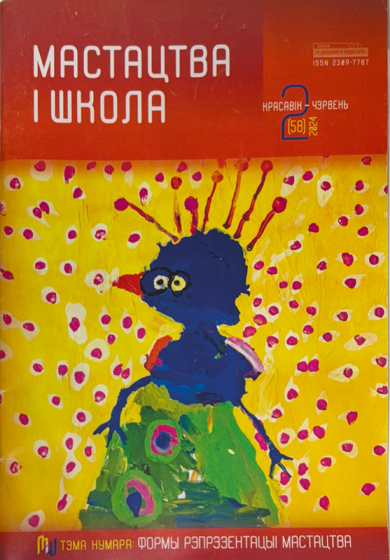 МАСТАЦТВА
І ШКОЛА
ISSN 2309-7787
КРАСАВІК - ЧЭРВЕНЬ
2
(58)
2024
ТЭМА НУМАРА: ФОРМЫ РЭПРЭЗЕНТАЦЫІ МАСТАЦТВА